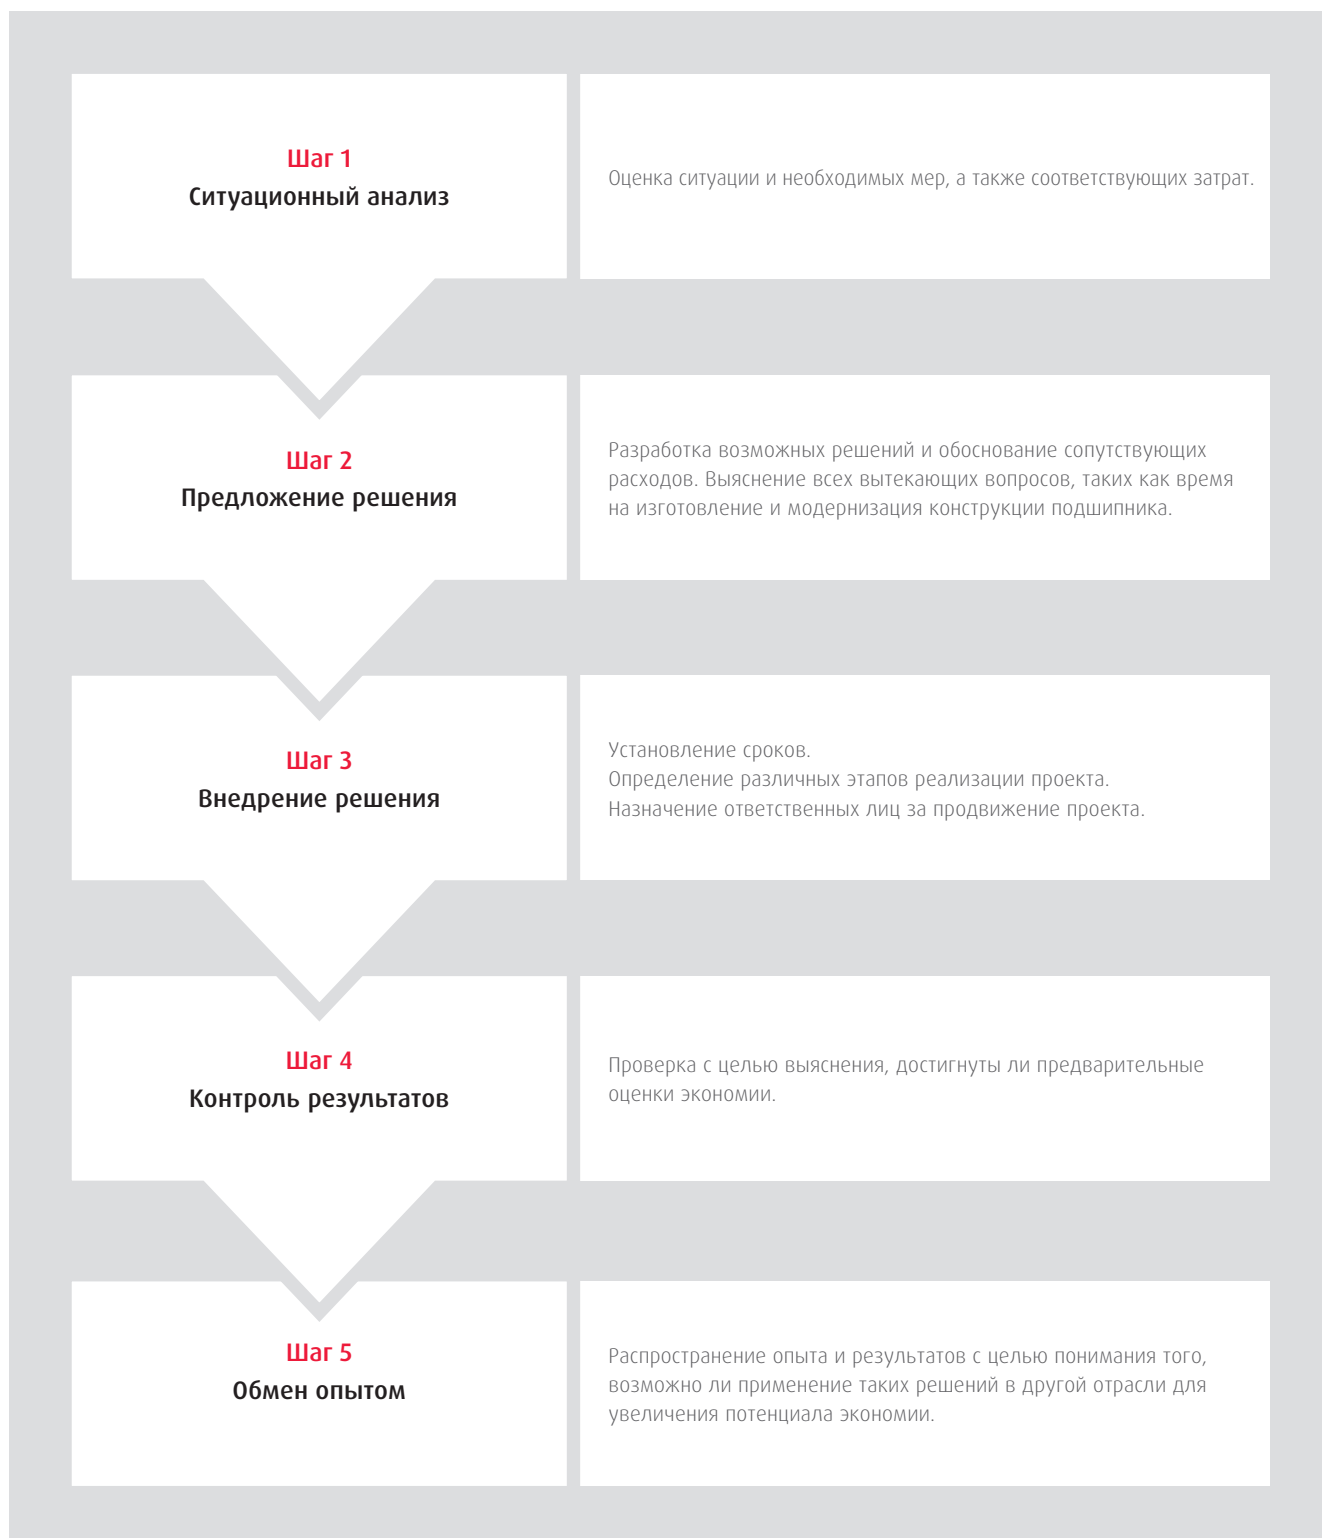 Шаг 1
Ситуационный анализ
Оценка ситуации и необходимых мер, а также соответствующих затрат.
Шаг 2
Предложение решения
Разработка возможных решений и обоснование сопутствующих
расходов. Выяснение всех вытекающих вопросов, таких как время
на изготовление и модернизация конструкции подшипника.
Шаг 3
Внедрение решения
Установление сроков.
Определение различных этапов реализации проекта.
Назначение ответственных лиц за продвижение проекта.
Шаг 4
Контроль результатов
Проверка с целью выяснения, достигнуты ли предварительные
оценки экономии.
Шаг 5
Обмен опытом
Распространение опыта и результатов с целью понимания того,
возможно ли применение таких решений в другой отрасли для
увеличения потенциала экономии.